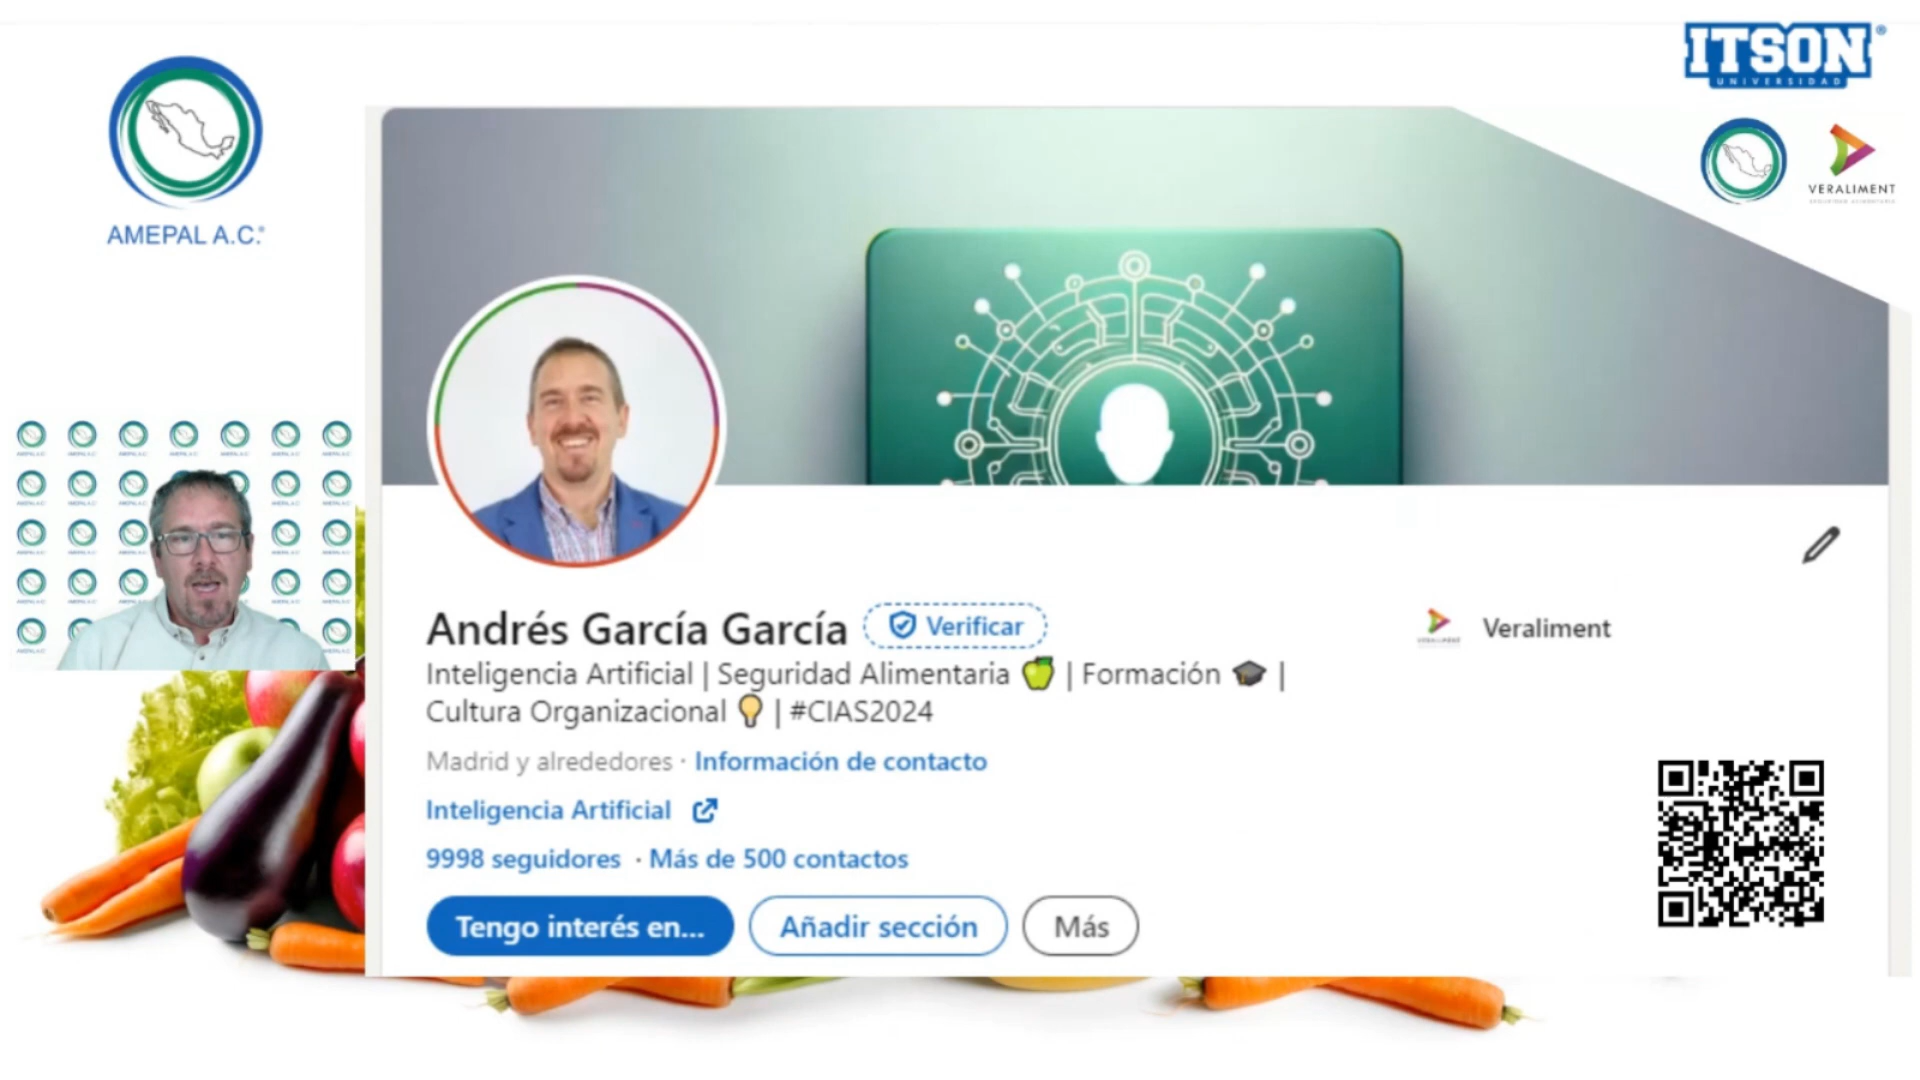 ITSON
UNIVERSIDAD
AMEPAL A.C.®
VERALIMENT
Andrés García García
Verificar
Veraliment
Inteligencia Artificial | Seguridad Alimentaria 🍏 | Formación 🎓 |
Cultura Organizacional 💡 | #CIAS2024
Madrid y alrededores · Información de contacto
Inteligencia Artificial
9998 seguidores · Más de 500 contactos
Tengo interés en...
Añadir sección
Más